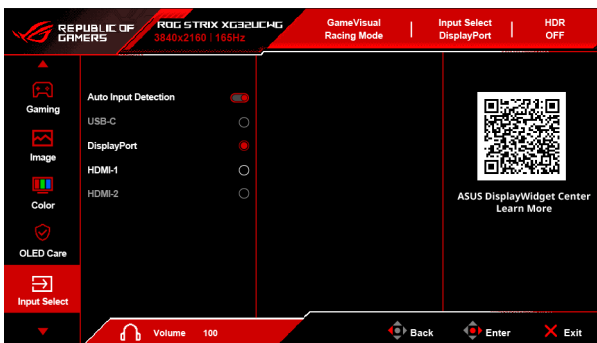 REPUBLIC OF
GAMERS
ROG STRIX XG32UCWG
3840x2160 | 165Hz
GameVisual
Racing Mode
Input Select
DisplayPort
HDR
OFF
Gaming
Image
Color
OLED Care
Input Select
Auto Input Detection
USB-C
DisplayPort
HDMI-1
HDMI-2
ASUS DisplayWidget Center
Learn More
Volume 100
Back
Enter
Exit